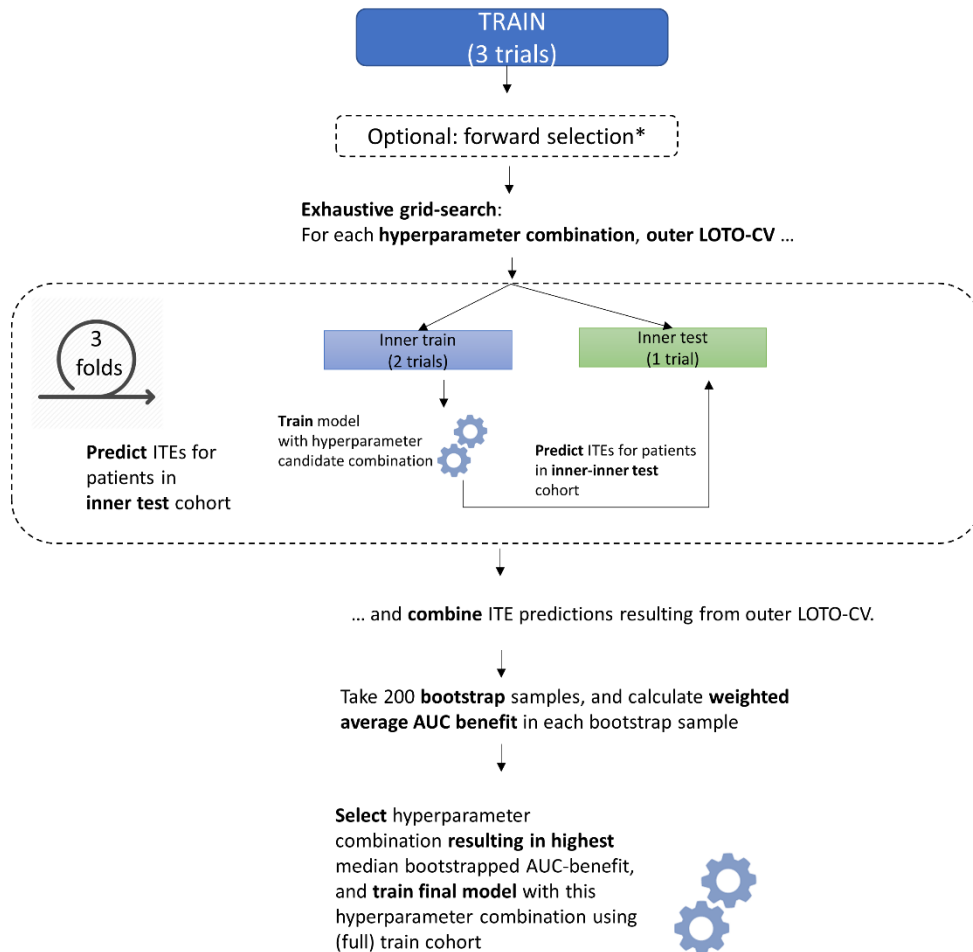 TRAIN
(3 trials)
Optional: forward selection*
Exhaustive grid-search:
For each hyperparameter combination, outer LOTO-CV ...
3
folds
Predict ITEs for
patients in
inner test cohort
Inner train
(2 trials)
Inner test
(1 trial)
Train model
with hyperparameter
candidate combination
Predict ITEs for patients
in inner-inner test
cohort
... and combine ITE predictions resulting from outer LOTO-CV.
Take 200 bootstrap samples, and calculate weighted
average AUC benefit in each bootstrap sample
Select hyperparameter
combination resulting in highest
median bootstrapped AUC-benefit,
and train final model with this
hyperparameter combination using
(full) train cohort